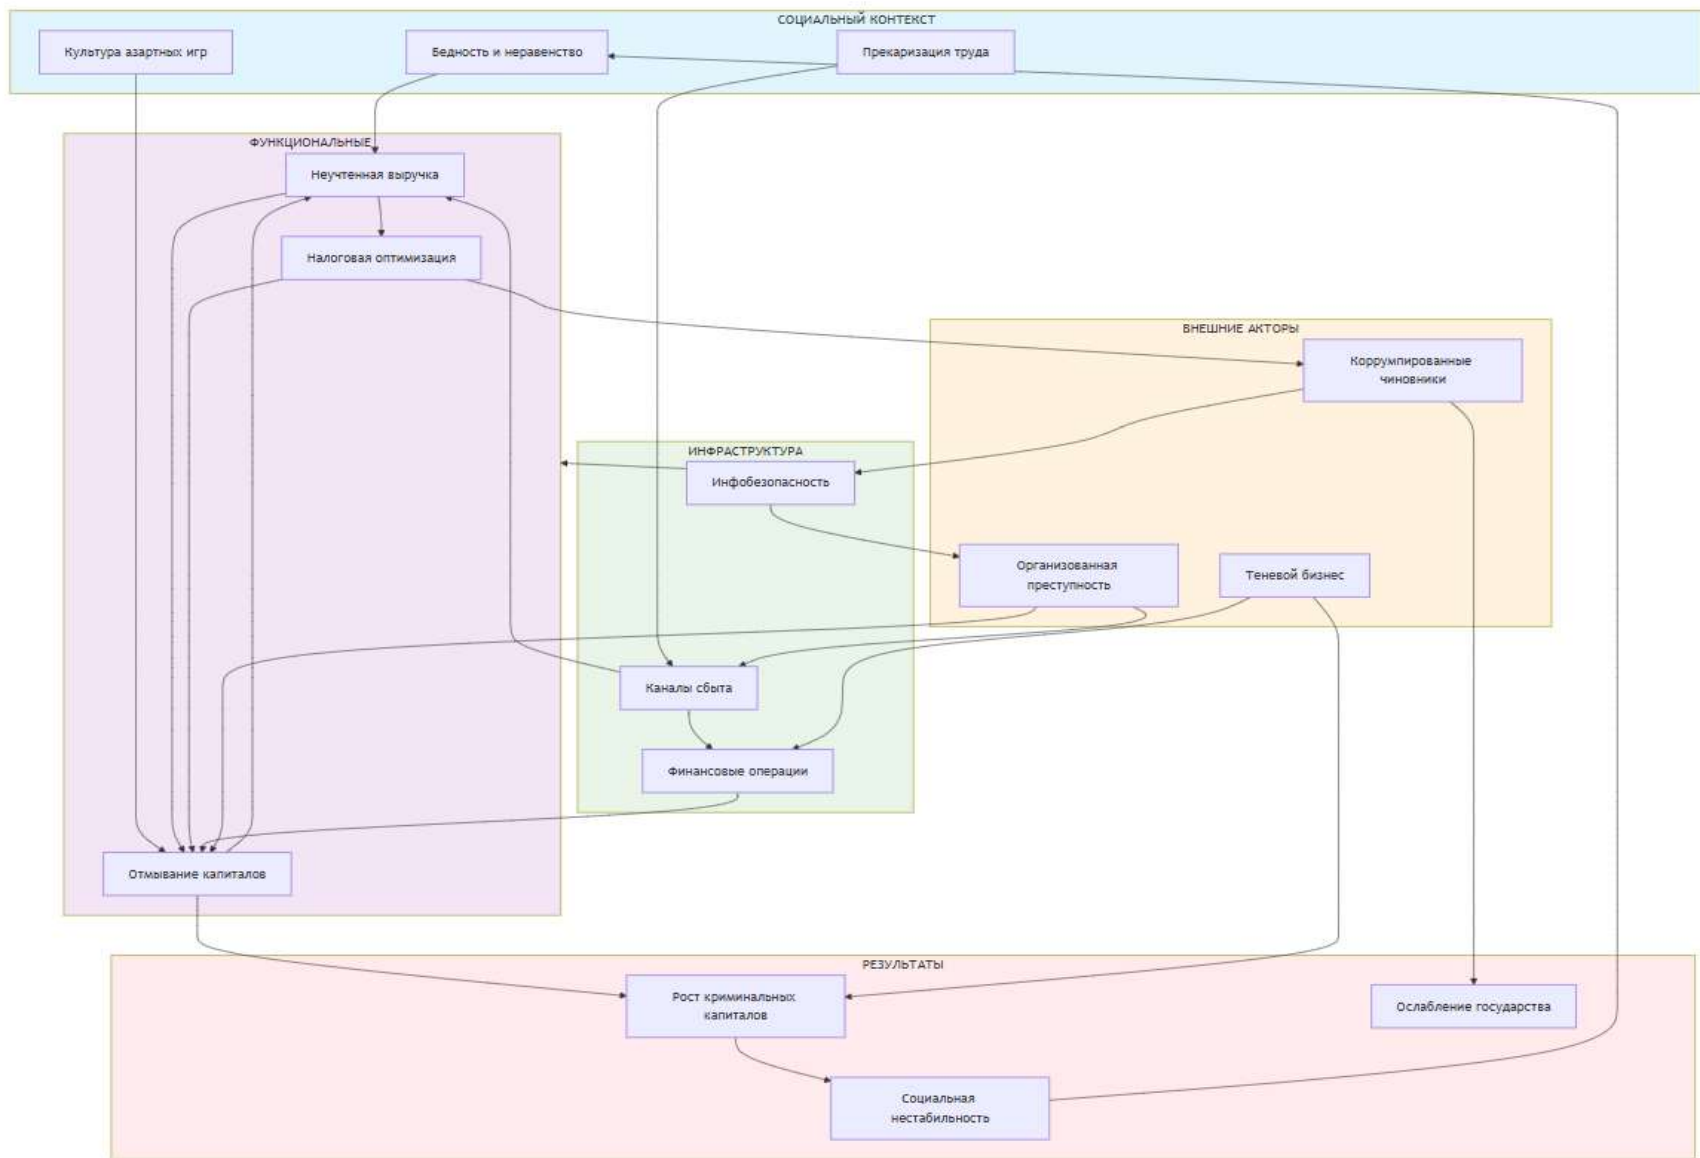 СОЦИАЛЬНЫЙ КОНТЕКСТ
Культура азартных игр
Бедность и неравенство
Прекаризация труда
ФУНКЦИОНАЛЬНЫЕ
Неучтенная выручка
Налоговая оптимизация
ВНЕШНИЕ АКТОРЫ
Коррумпированные
чиновники
ИНФРАСТРУКТУРА
Инфобезопасность
Организованная
преступность
Теневой бизнес
Каналы сбыта
Финансовые операции
Отмывание капиталов
РЕЗУЛЬТАТЫ
Рост криминальных
капиталов
Ослабление государства
Социальная
нестабильность